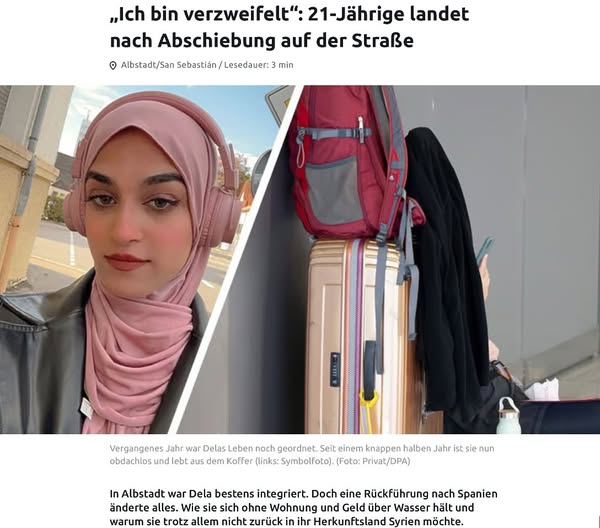 „Ich bin verzweifelt“: 21-Jährige landet
nach Abschiebung auf der Straße
Albstadt/San Sebastián / Lesedauer: 3 min
Vergangenes Jahr war Delas Leben noch geordnet. Seit einem knappen halben Jahr ist sie nun
obdachlos und lebt aus dem Koffer (links: Symbolfoto). (Foto: Privat/DPA)
In Albstadt war Dela bestens integriert. Doch eine Rückführung nach Spanien
änderte alles. Wie sie sich ohne Wohnung und Geld über Wasser hält und
warum sie trotz allem nicht zurück in ihr Herkunftsland Syrien möchte.